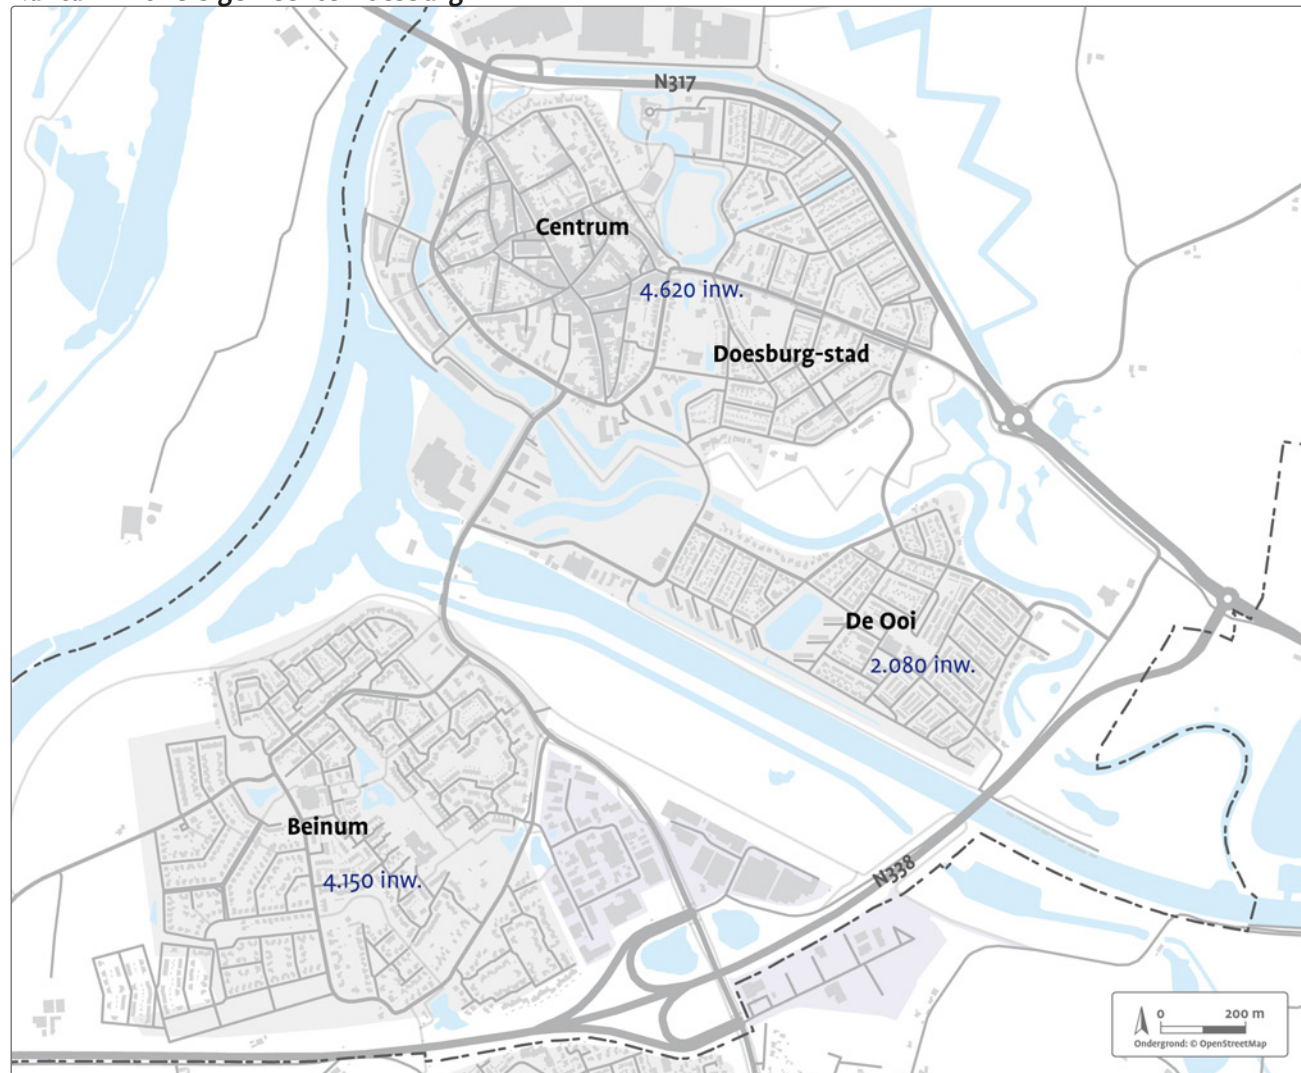 N317
Centrum
4.620 inw.
Doesburg-stad
De Ooi
2.080 inw.
Beinum
4.150 inw.
N338
0 200 m
Ondergrond: © OpenStreetMap